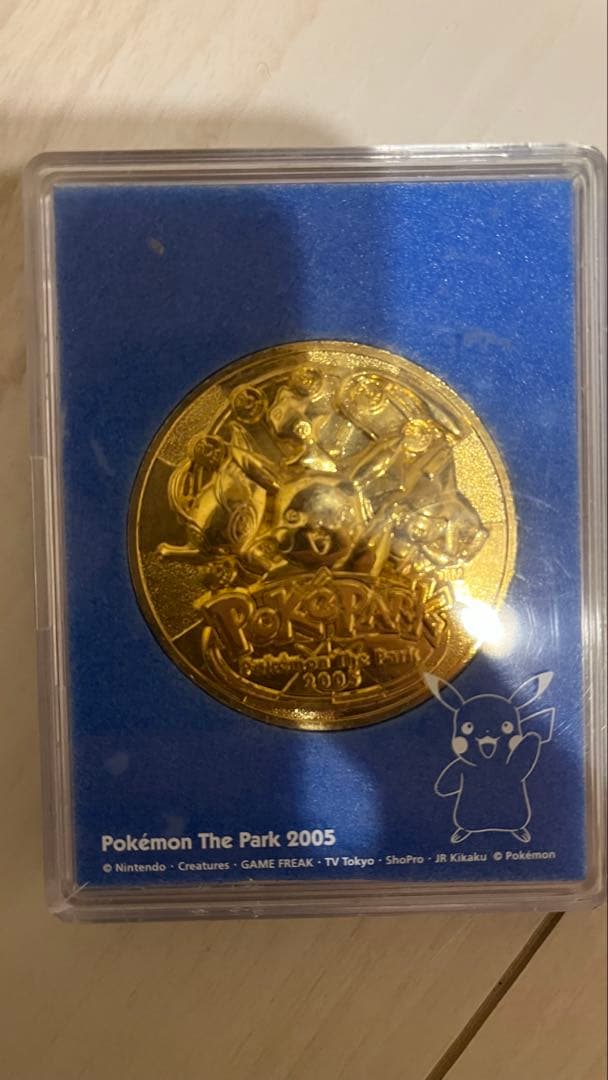 POKéPARK
Pokémon The Park
2005
Pokémon The Park 2005
© Nintendo · Creatures · GAME FREAK · TV Tokyo · ShoPro · JR Kikaku © Pokémon